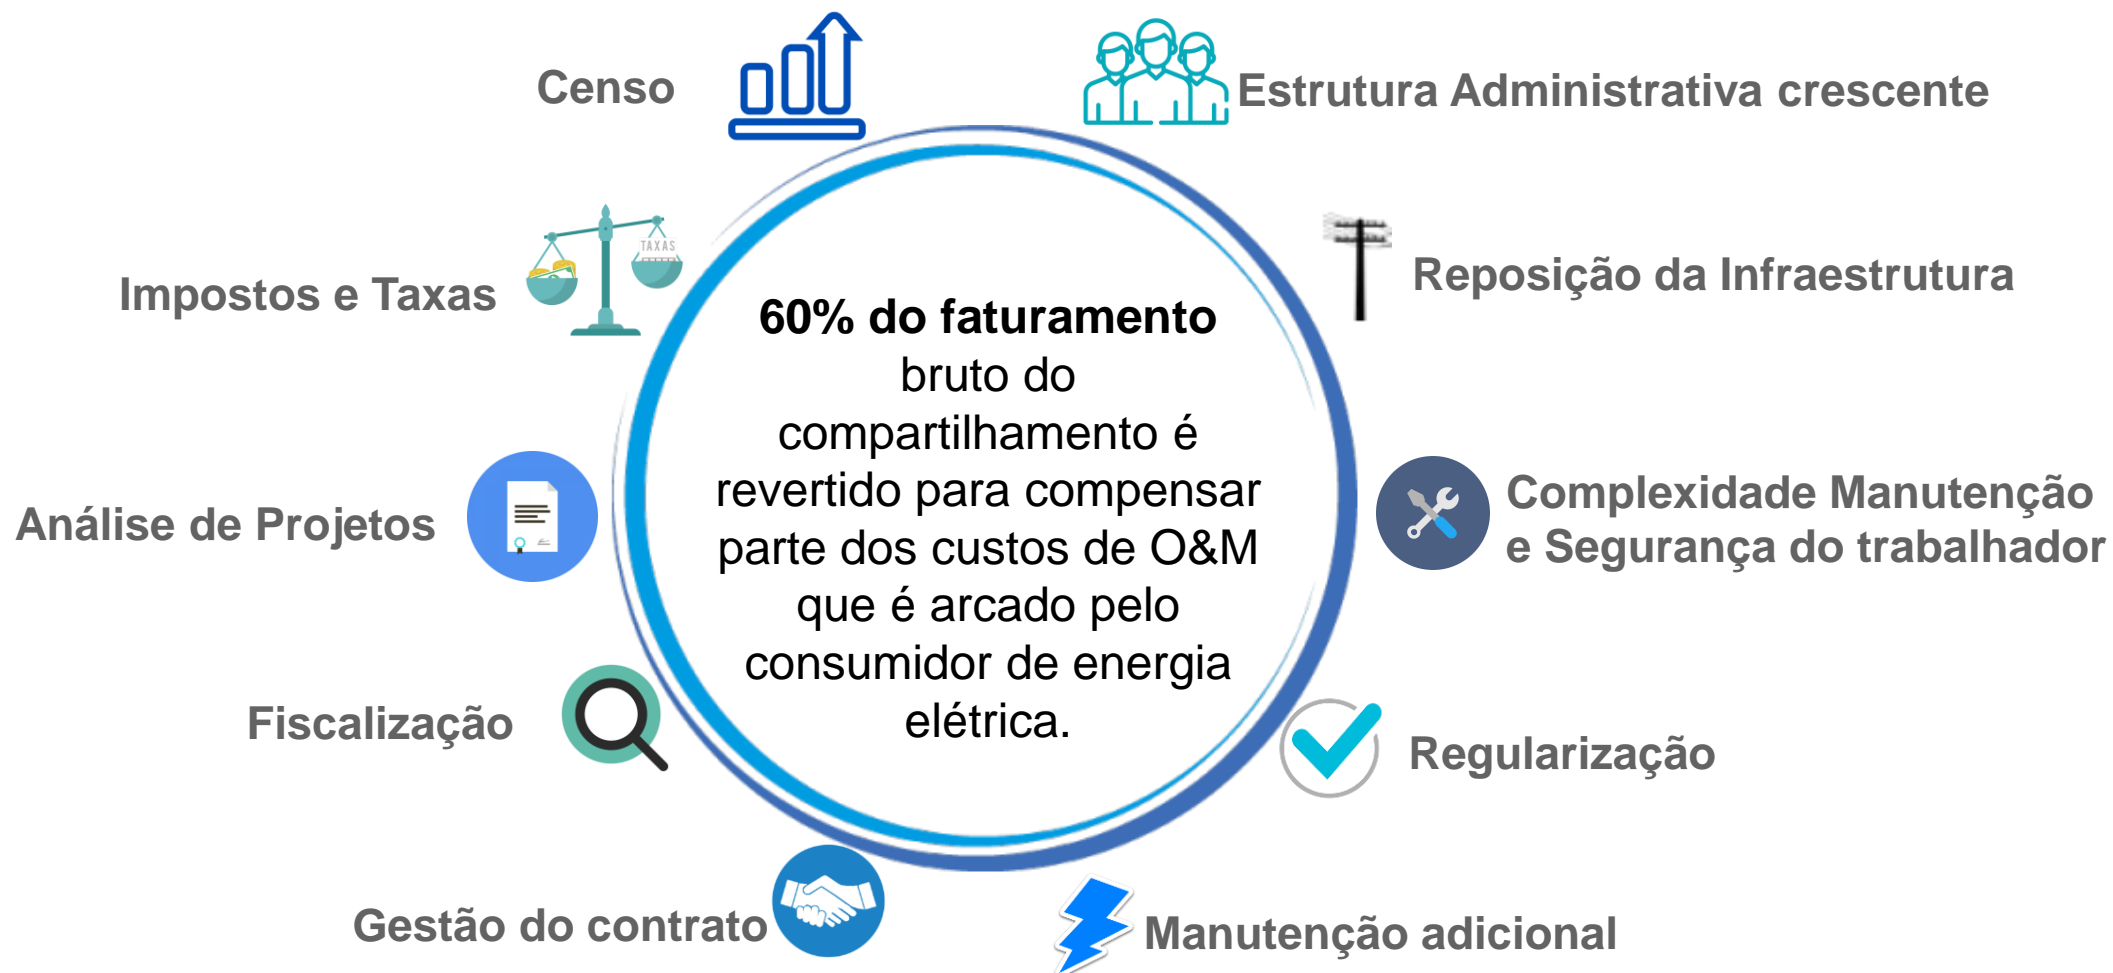 Censo
Estrutura Administrativa crescente
Impostos e Taxas
TAXAS
Reposição da Infraestrutura
60% do faturamento
bruto do
compartilhamento é
revertido para compensar
parte dos custos de O&M
que é arcado pelo
consumidor de energia
elétrica.
Análise de Projetos
Complexidade Manutenção
e Segurança do trabalhador
Fiscalização
Regularização
Gestão do contrato
Manutenção adicional